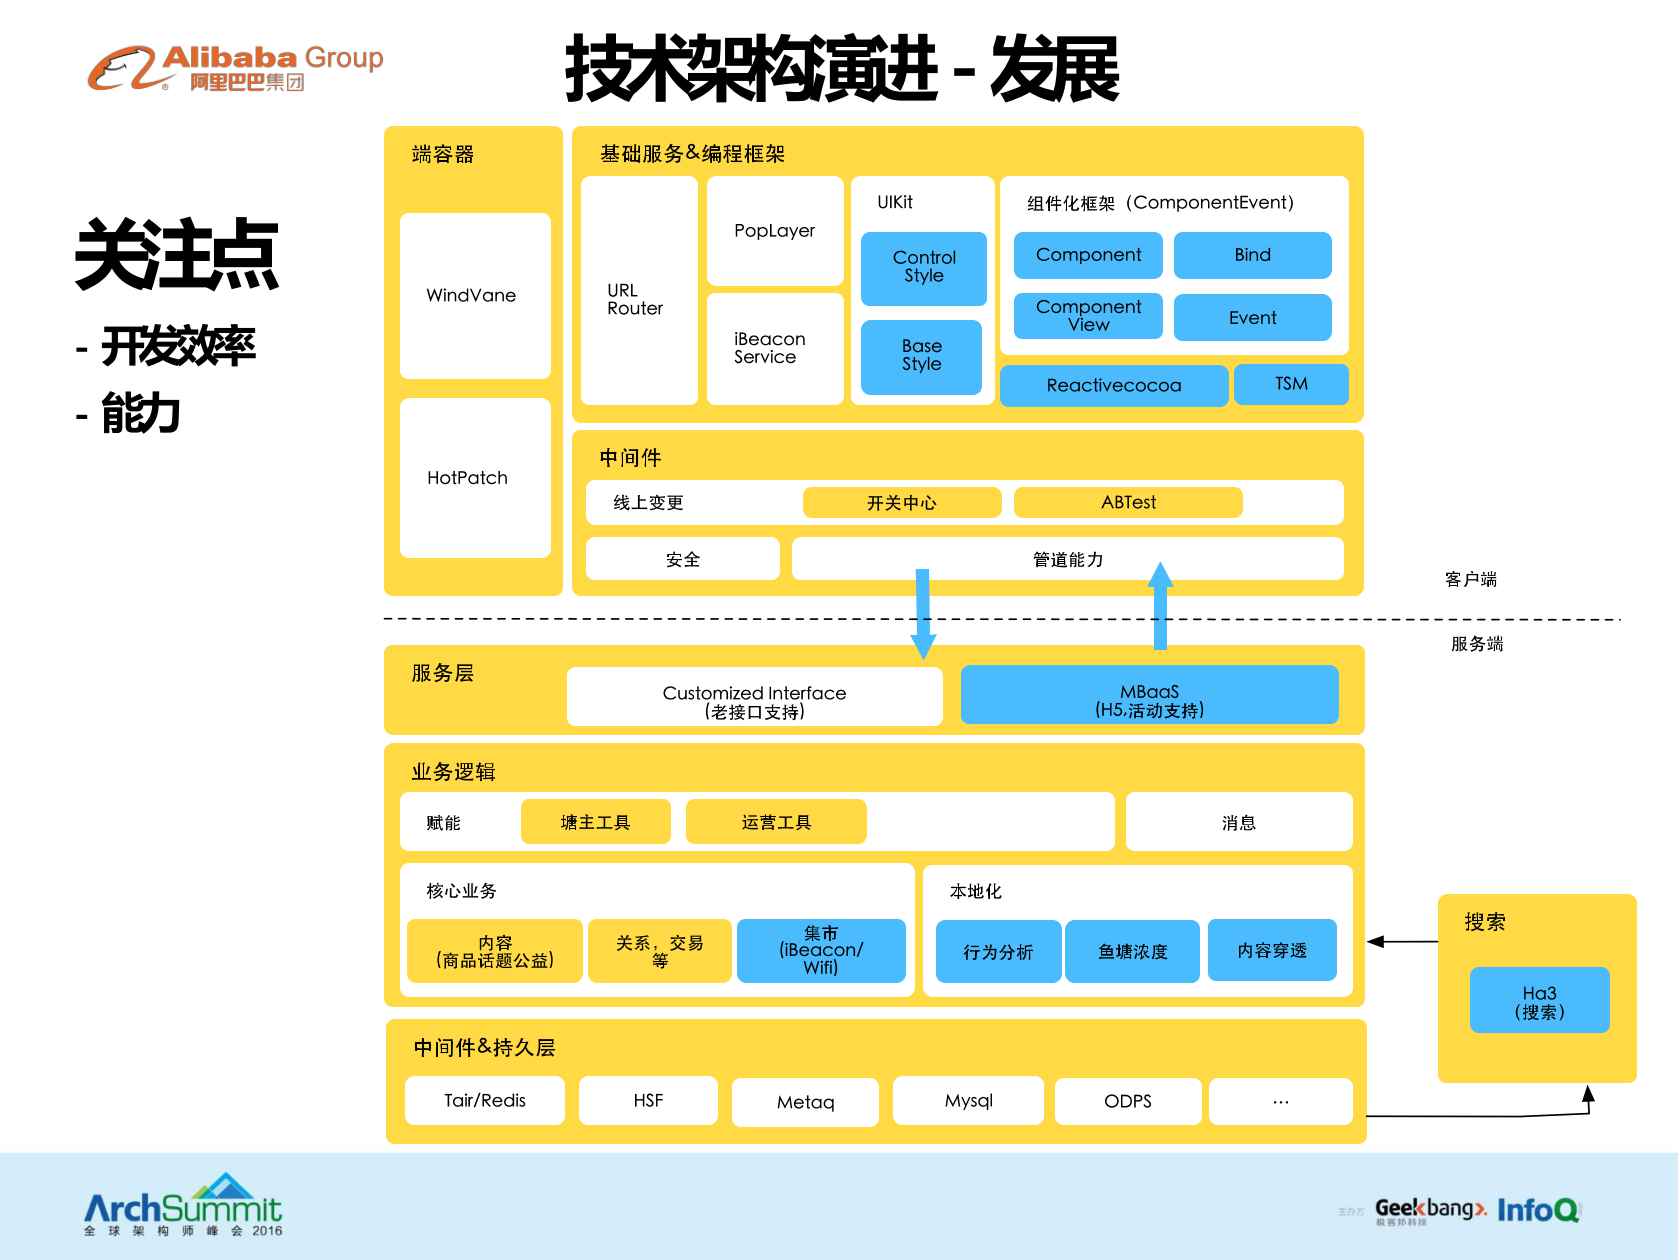 Alibaba Group
阿里巴巴集团
技术架构演进 - 发展
关注点
- 开发效率
- 能力
端容器
WindVane
HotPatch
基础服务&编程框架
URL
Router
PopLayer
iBeacon
Service
UIKit
Control
Style
Base
Style
组件化框架（ComponentEvent）
Component
Bind
Component
View
Event
Reactivecocoa
TSM
中间件
线上变更
开关中心
ABTest
安全
管道能力
客户端
服务端
服务层
Customized Interface
(老接口支持)
MBaaS
(H5,活动支持)
业务逻辑
赋能
塘主工具
运营工具
消息
核心业务
内容
(商品话题公益)
关系，交易
等
集市
(iBeacon/
Wifi)
本地化
行为分析
鱼塘浓度
内容穿透
搜索
Ha3
（搜索）
中间件&持久层
Tair/Redis
HSF
Metaq
Mysql
ODPS
...
ArchSummit
全球架构师峰会 2016
主办方
Geekbang>.
极客邦科技
InfoQ